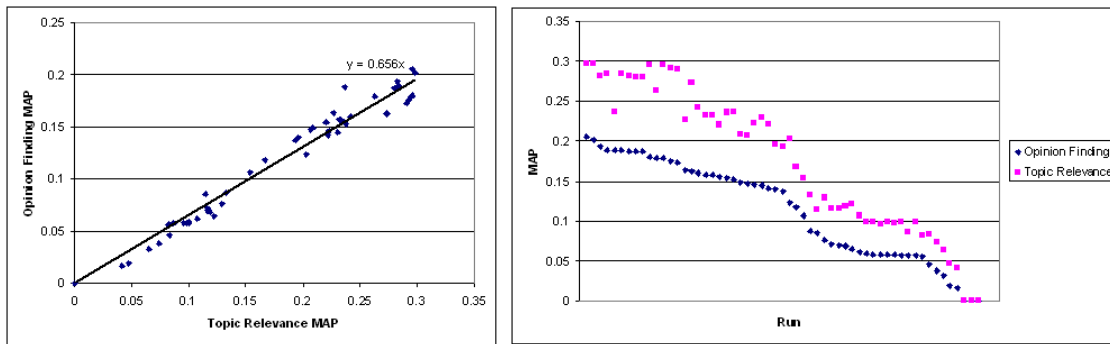 0.25
0.2
0.15
0.1
0.05
0
Opinion Finding MAP
y = 0.656x
0 0.05 0.1 0.15 0.2 0.25 0.3 0.35
Topic Relevance MAP
0.35
0.3
0.25
0.2
0.15
0.1
0.05
0
MAP
Run
Opinion Finding
Topic Relevance